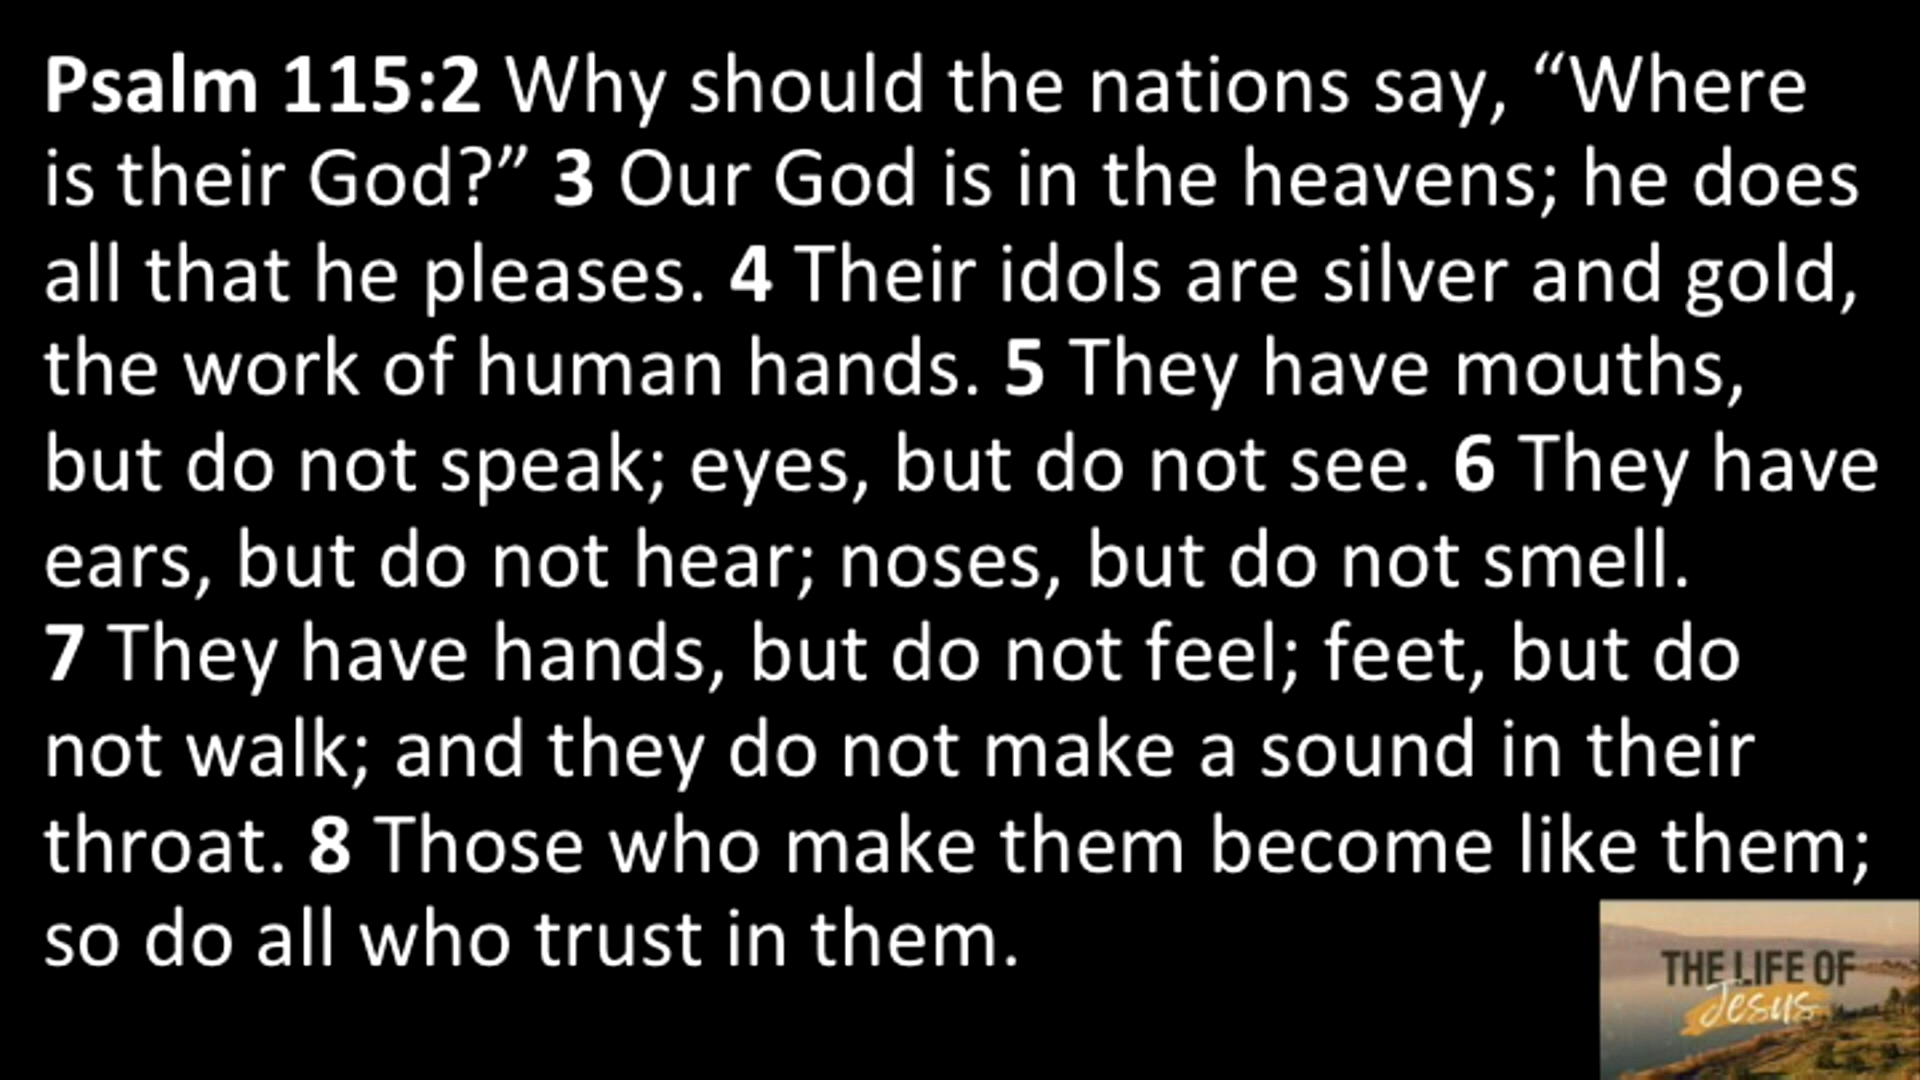 Psalm 115:2 Why should the nations say, “Where
is their God?” 3 Our God is in the heavens; he does
all that he pleases. 4 Their idols are silver and gold,
the work of human hands. 5 They have mouths,
but do not speak; eyes, but do not see. 6 They have
ears, but do not hear; noses, but do not smell.
7 They have hands, but do not feel; feet, but do
not walk; and they do not make a sound in their
throat. 8 Those who make them become like them;
so do all who trust in them.
THE LIFE OF
Jesus